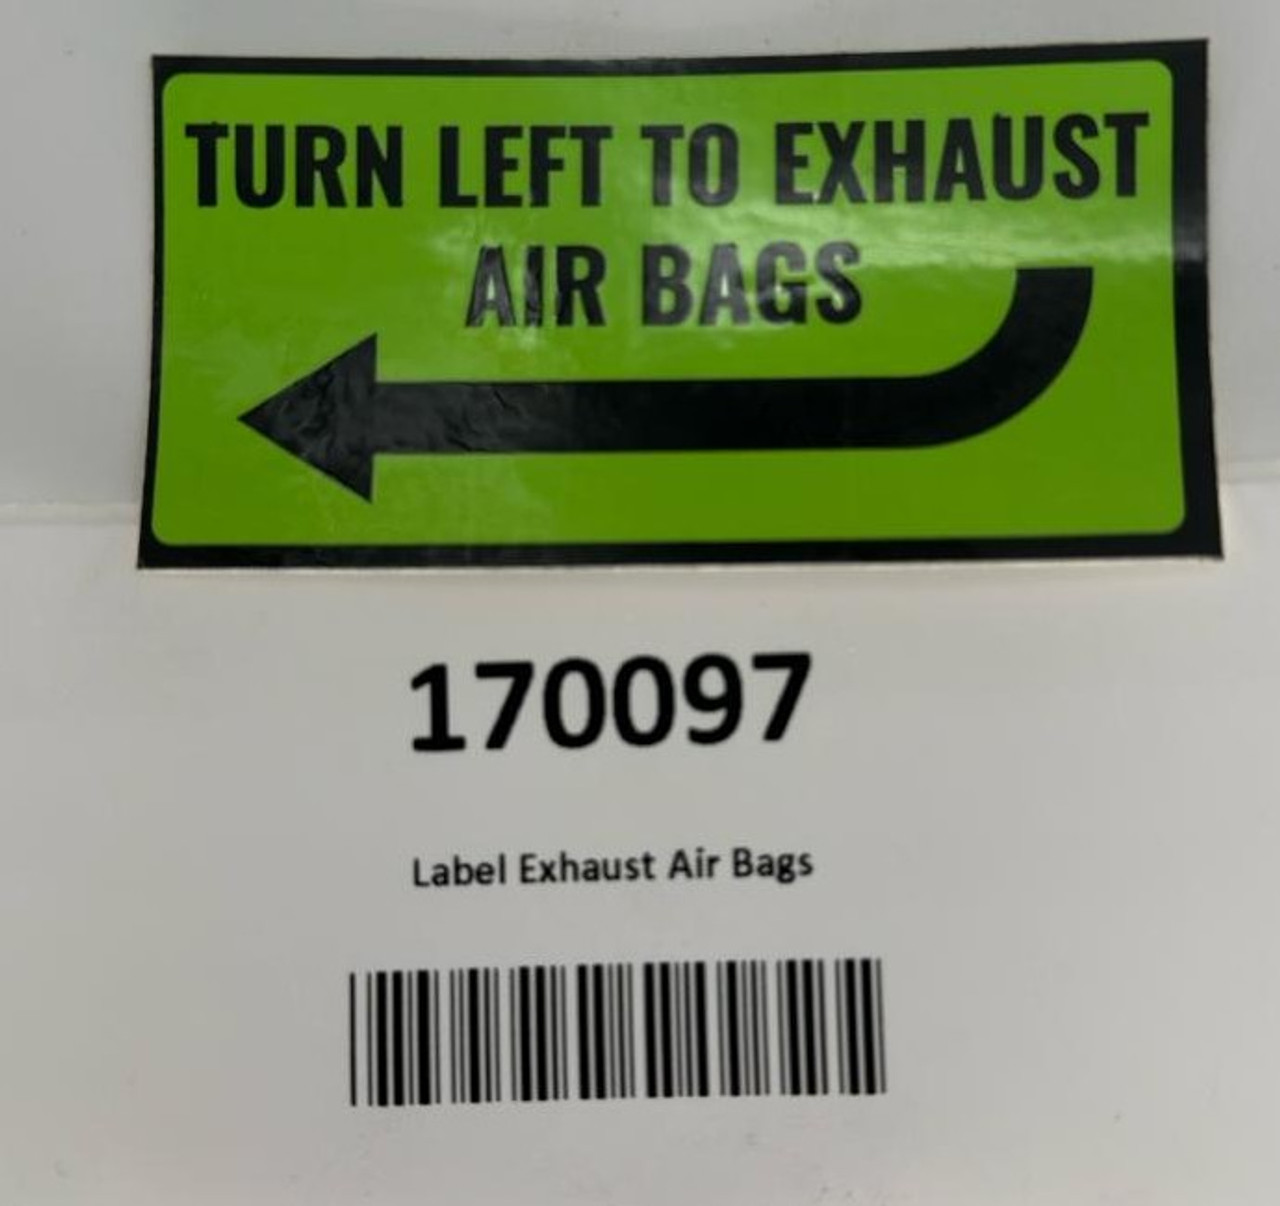 TURN LEFT TO EXHAUST
AIR BAGS
170097
Label Exhaust Air Bags